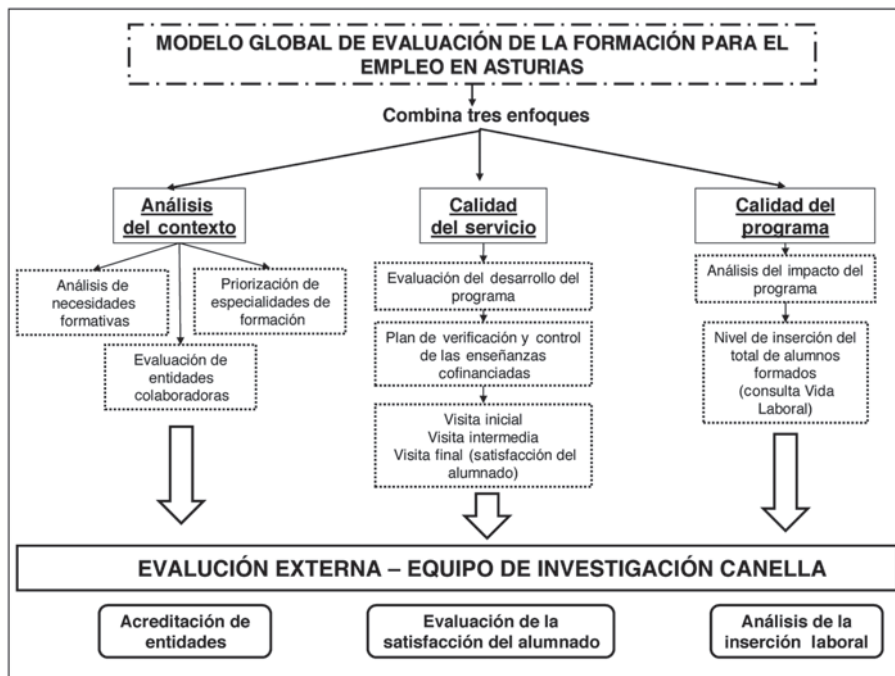 MODELO GLOBAL DE EVALUACIÓN DE LA FORMACIÓN PARA EL
EMPLEO EN ASTURIAS
Combina tres enfoques
Análisis
del contexto
Análisis de
necesidades
formativas
Priorización de
especialidades de
formación
Evaluación de
entidades
colaboradoras
Calidad
del servicio
Evaluación del desarrollo del
programa
Plan de verificación y control
de las enseñanzas
cofinanciadas
Visita inicial
Visita intermedia
Visita final (satisfacción del
alumnado)
Calidad del
programa
Análisis del impacto del
programa
Nivel de inserción del
total de alumnos
formados
(consulta Vida
Laboral)
EVALUCIÓN EXTERNA – EQUIPO DE INVESTIGACIÓN CANELLA
Acreditación de
entidades
Evaluación de la
satisfacción del alumnado
Análisis de la
inserción laboral